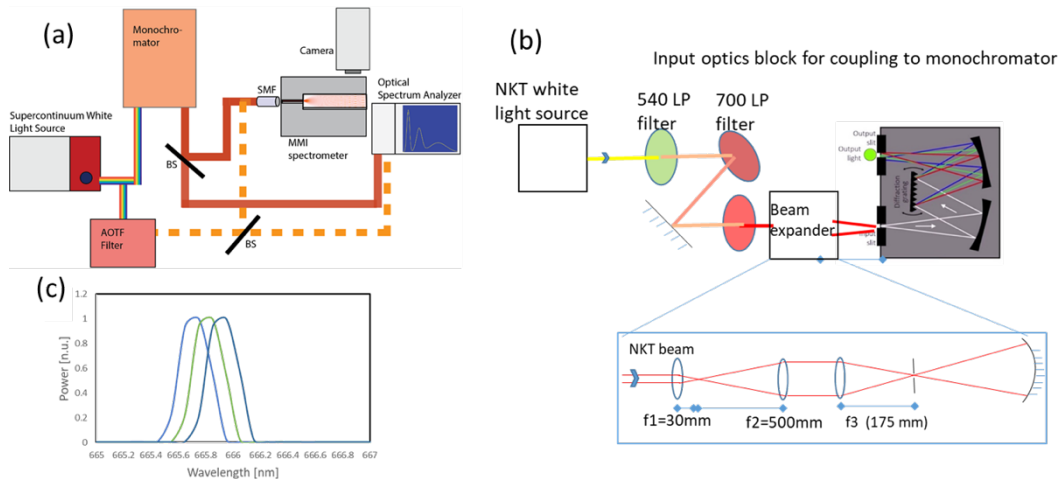 (a)
Monochro-
mator
Camera
SMF
Optical
Spectrum Analyzer
Supercontinuum White
Light Source
BS
MMI
spectrometer
AOTF
Filter
BS
(b)
Input optics block for coupling to monochromator
NKT white
light source
540 LP
filter
700 LP
filter
Output
slit
Output
light
Diffraction
grating
Beam
expander
Input
slit
NKT beam
f1=30mm
f2=500mm
f3 (175 mm)
(c)
Power [n.u.]
1.2
1
0.8
0.6
0.4
0.2
0
665 665.2 665.4 665.6 665.8 666 666.2 666.4 666.6 666.8 667
Wavelength [nm]